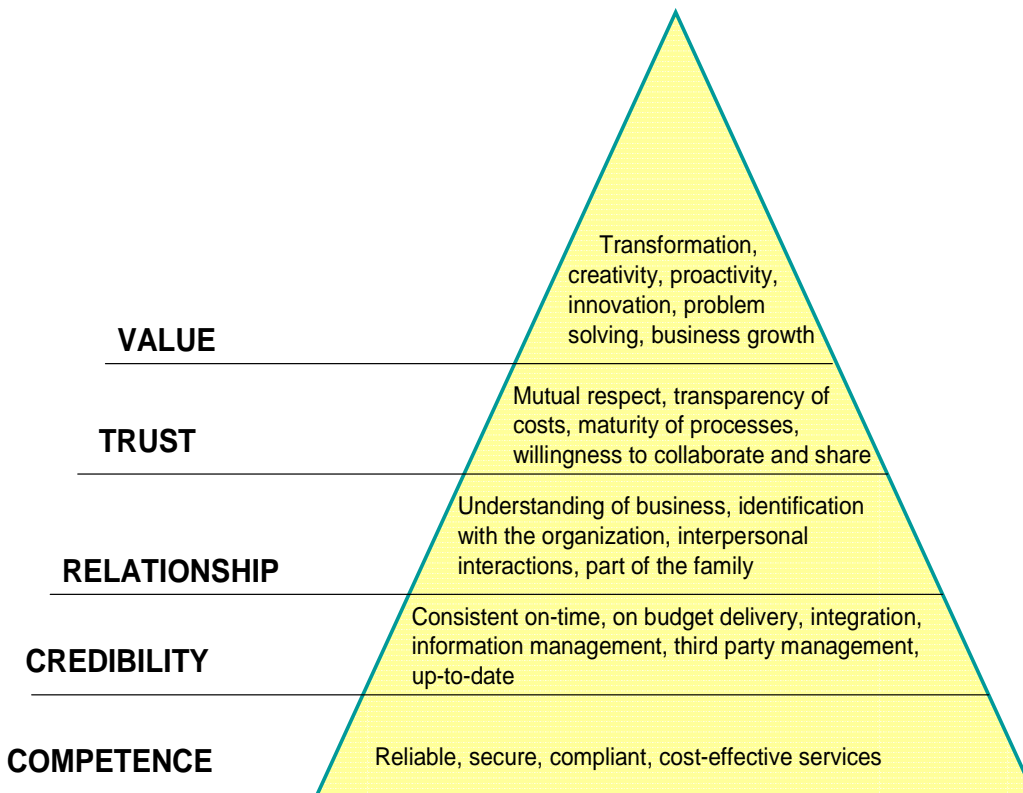 Transformation,
creativity, proactivity,
innovation, problem
solving, business growth
VALUE
Mutual respect, transparency of
costs, maturity of processes,
willingness to collaborate and share
TRUST
Understanding of business, identification
with the organization, interpersonal
interactions, part of the family
RELATIONSHIP
Consistent on-time, on budget delivery, integration,
information management, third party management,
up-to-date
CREDIBILITY
Reliable, secure, compliant, cost-effective services
COMPETENCE